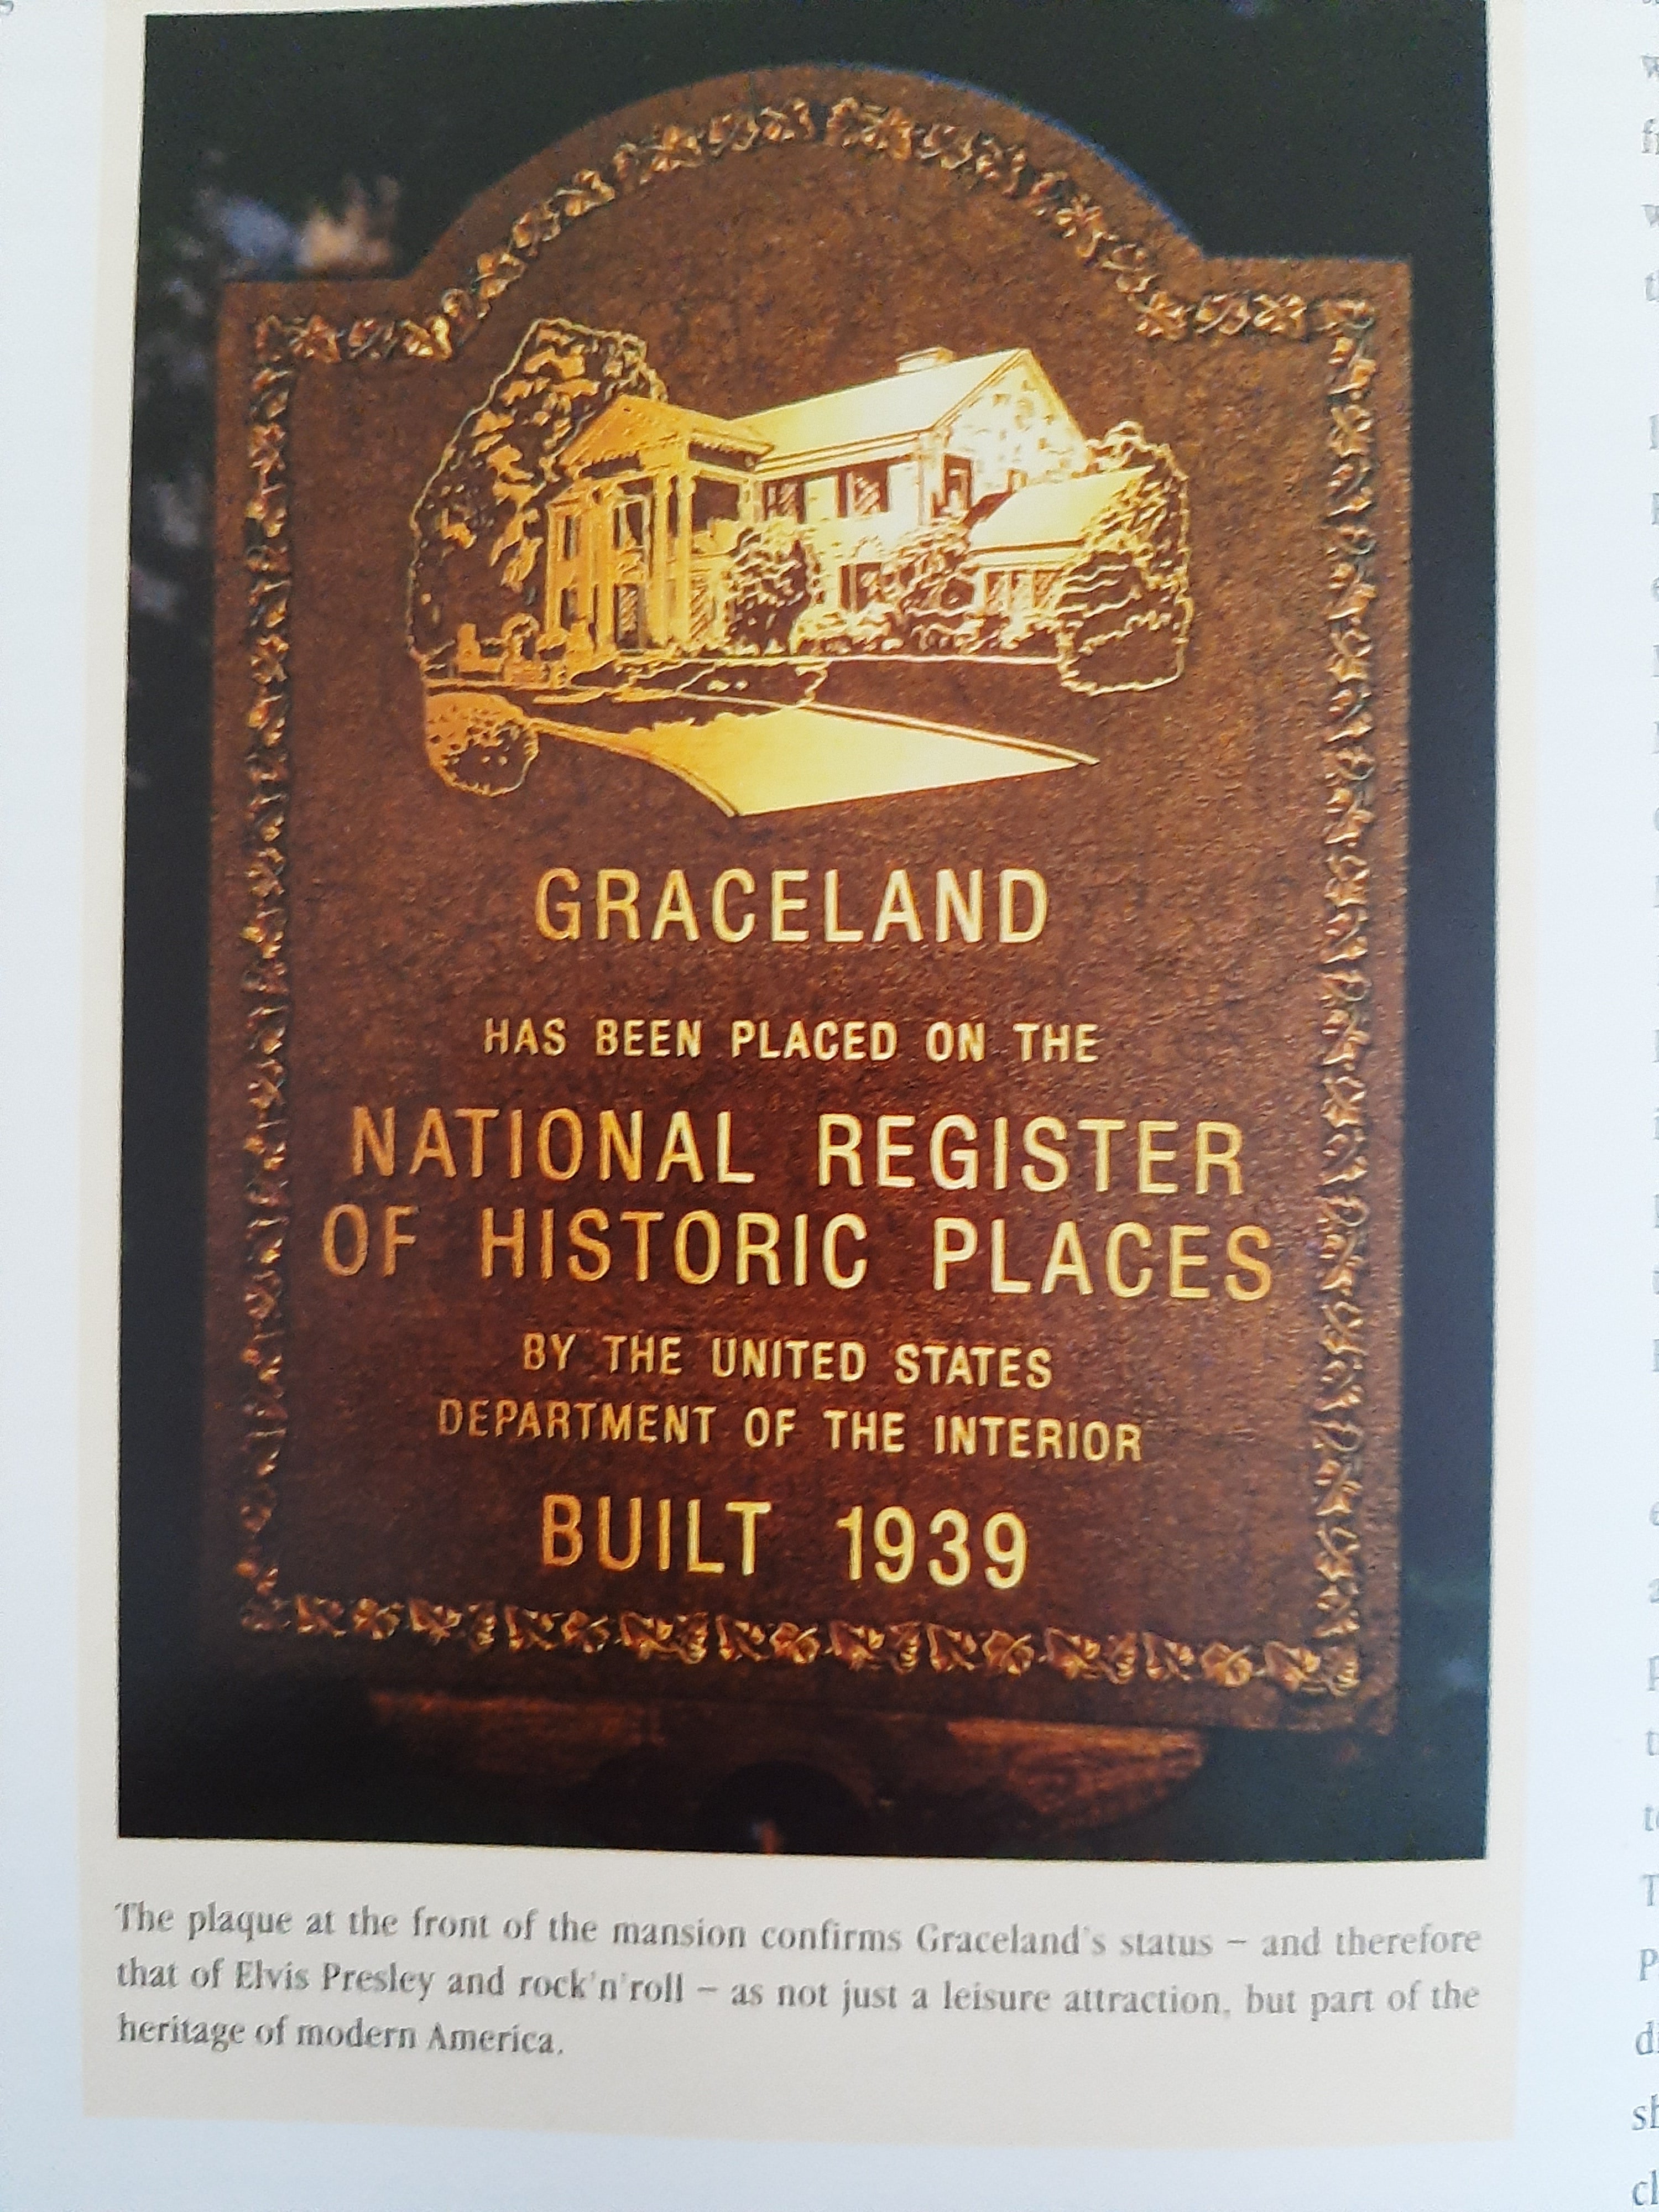 GRACELAND
HAS BEEN PLACED ON THE
NATIONAL REGISTER
OF HISTORIC PLACES
BY THE UNITED STATES
DEPARTMENT OF THE INTERIOR
BUILT 1939
The plaque at the front of the mansion confirms Graceland's status – and therefore
that of Elvis Presley and rock'n'roll – as not just a leisure attraction, but part of the
heritage of modern America.